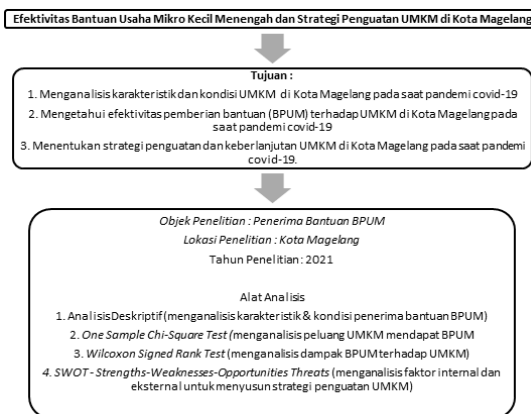 Efektivitas Bantuan Usaha Mikro Kecil Menengah dan Strategi Penguatan UMKM di Kota Magelang
Tujuan :
1. Menganalisis karakteristik dan kondisi UMKM di Kota Magelang pada saat pandemi covid-19
2. Mengetahui efektivitas pemberian bantuan (BPUM) terhadap UMKM di Kota Magelang pada
saat pandemi covid-19
3. Menentukan strategi penguatan dan keberlanjutan UMKM di Kota Magelang pada saat pandemi
covid-19.
Objek Penelitian : Penerima Bantuan BPUM
Lokasi Penelitian : Kota Magelang
Tahun Penelitian : 2021
Alat Analisis
1. Analisis Deskriptif (menganalisis karakteristik & kondisi penerima bantuan BPUM)
2. One Sample Chi-Square Test (menganalisis peluang UMKM mendapat BPUM
3. Wilcoxon Signed Rank Test (menganalisis dampak BPUM terhadap UMKM)
4. SWOT - Strengths-Weaknesses-Opportunities Threats (menganalisis faktor internal dan
eksternal untuk menyusun strategi penguatan UMKM)